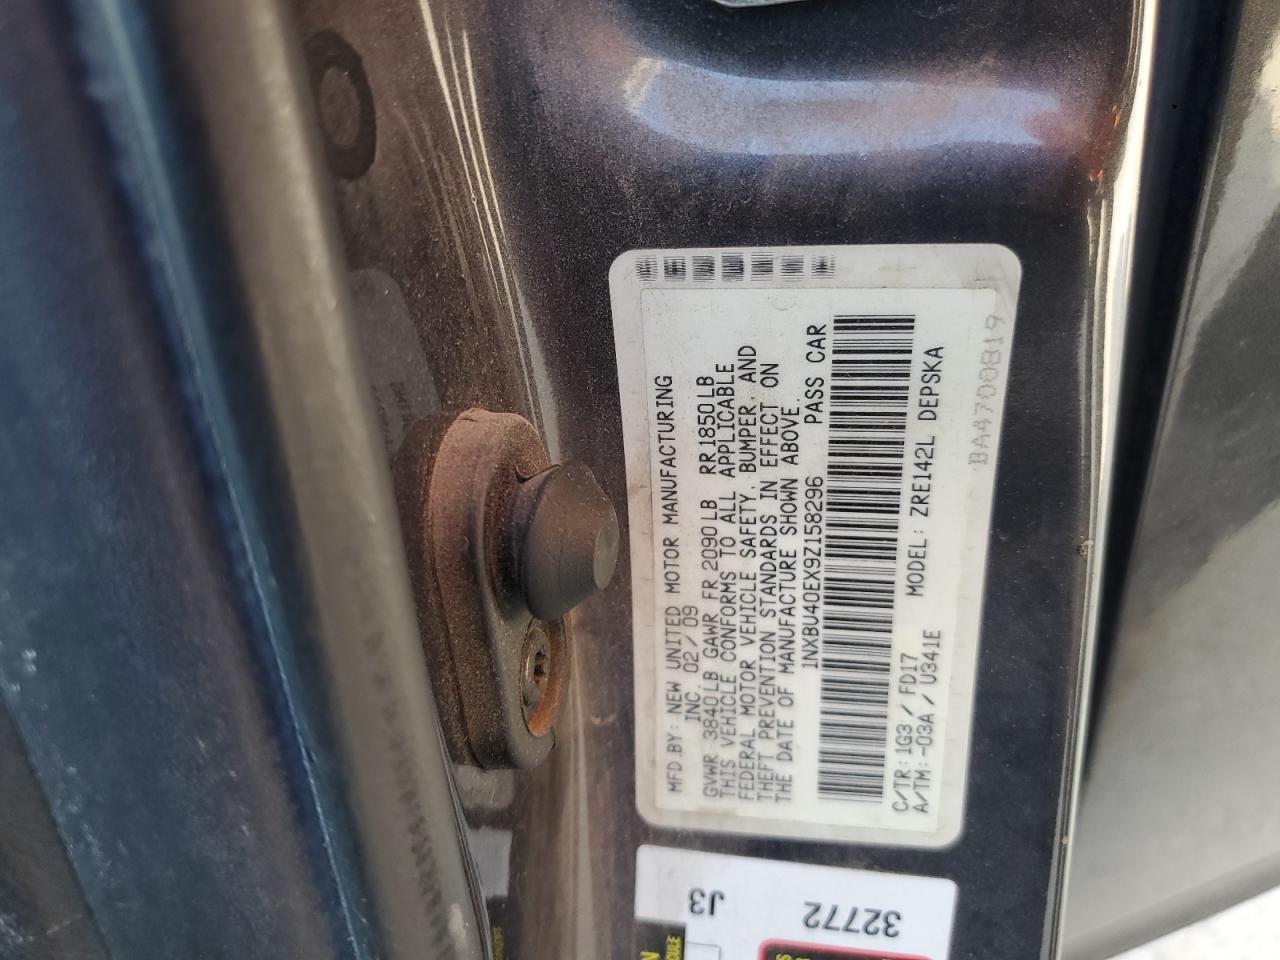 MFD.BY: NEW UNITED MOTOR MANUFACTURING
INC. 02/09
GVWR 3840LB GAWR FR 2090LB RR1850LB
THIS VEHICLE CONFORMS TO ALL APPLICABLE
FEDERAL MOTOR VEHICLE SAFETY, BUMPER, AND
THEFT PREVENTION STANDARDS IN EFFECT ON
THE DATE OF MANUFACTURE SHOWN ABOVE.
1NXBU40EX9Z158296 PASS CAR
C/TR: 1G3 / FD17 MODEL: ZRE142L DEPSKA
A/TM: -03A / U341E
BA4700819
J3
32772